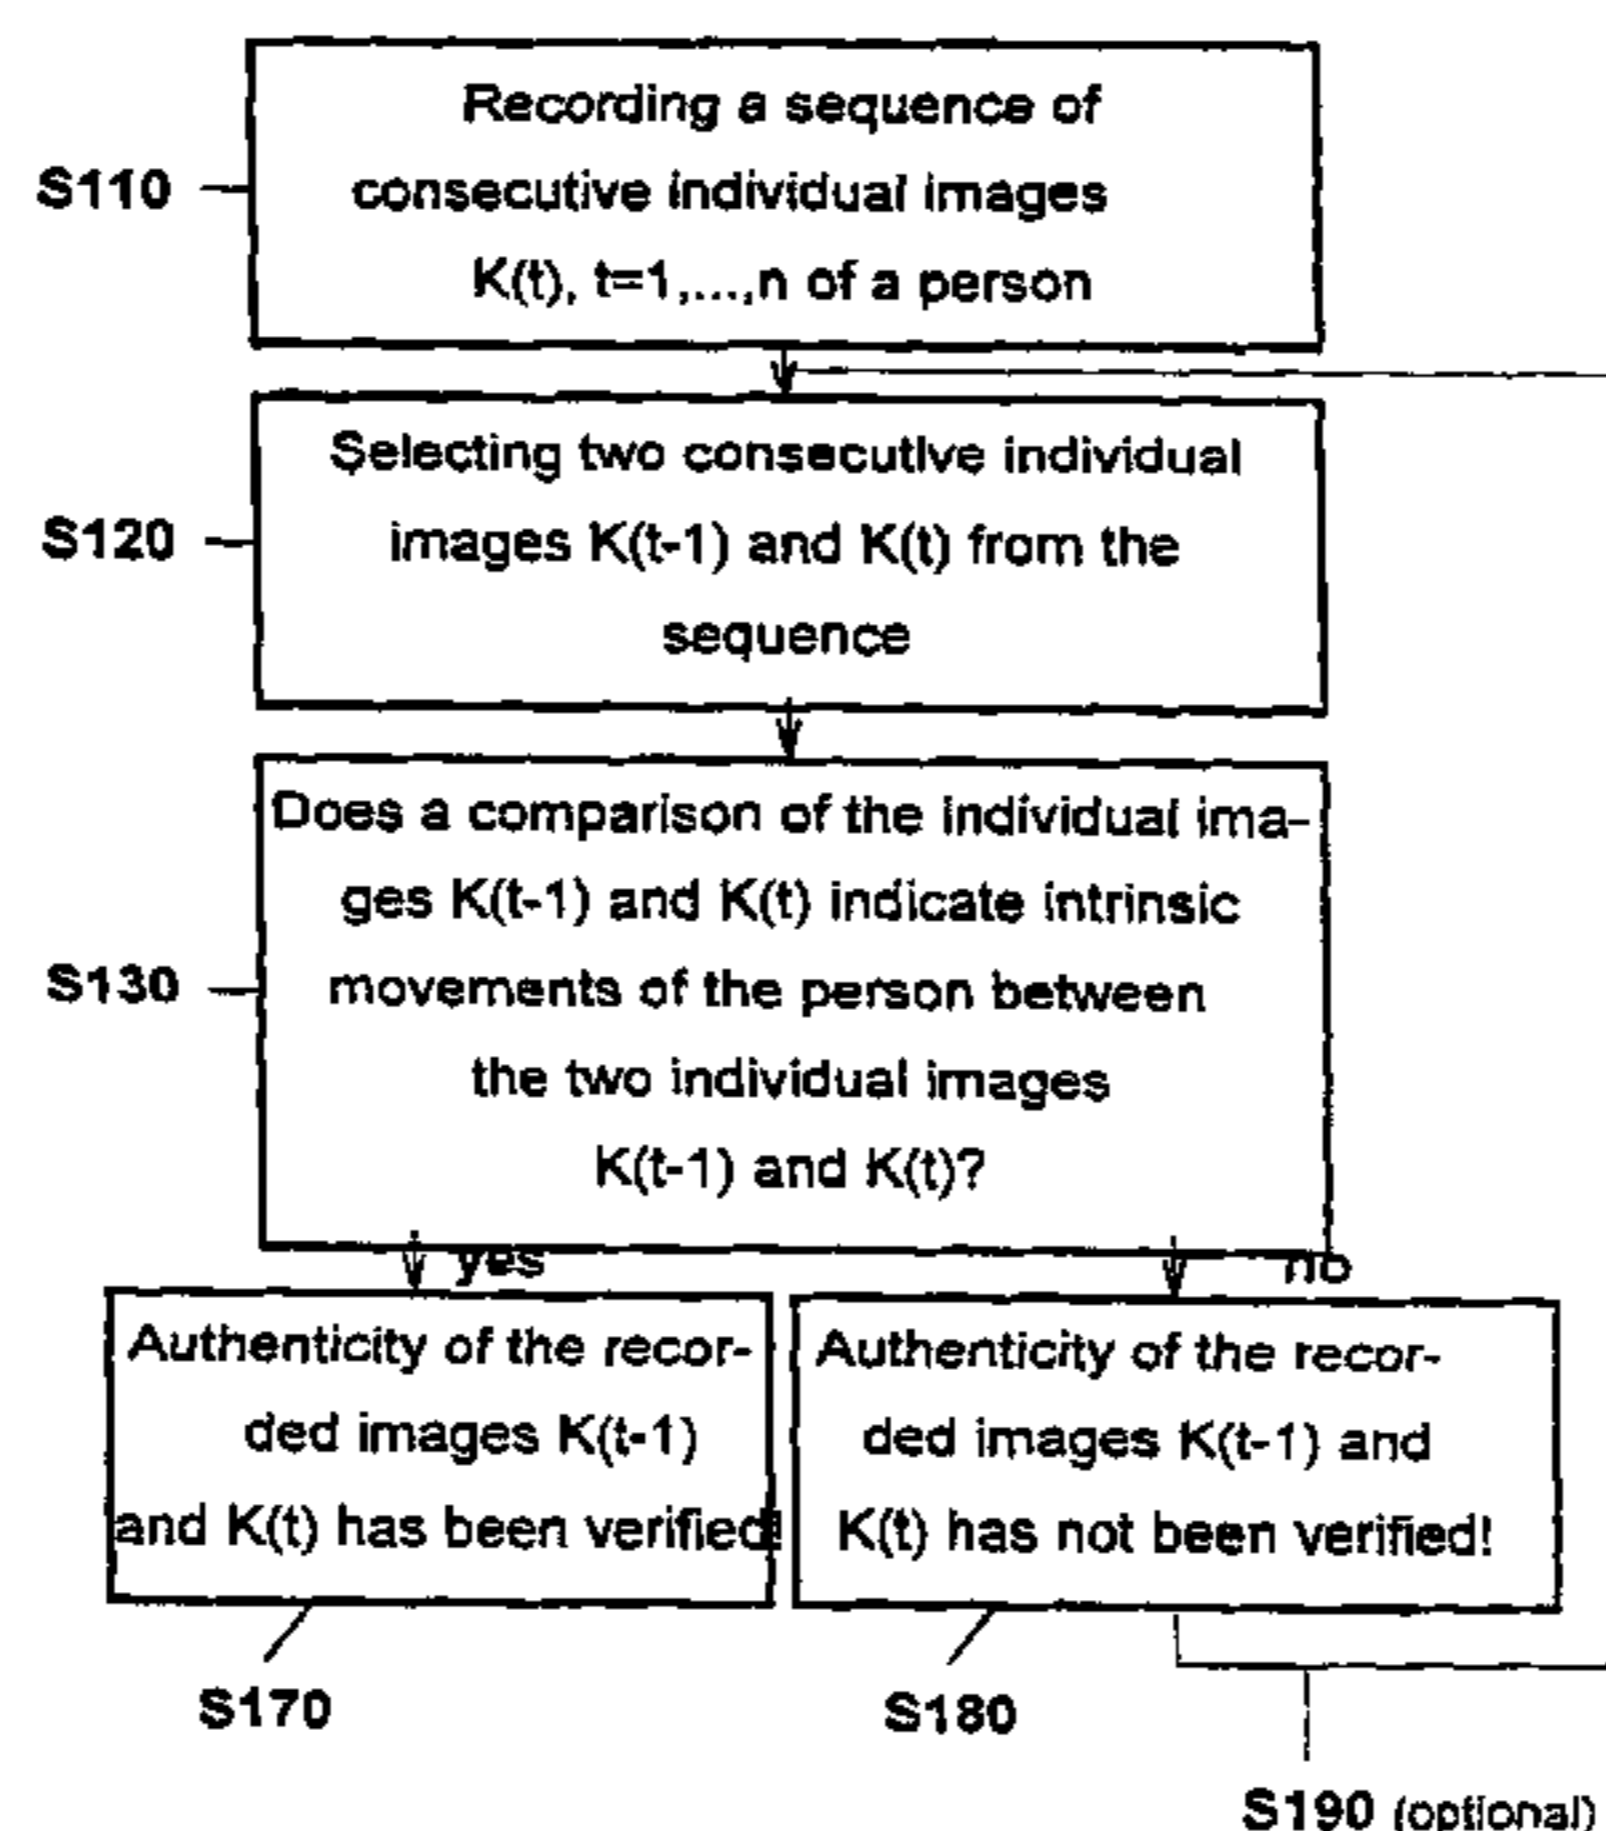 Recording a sequence of
S110
consecutive individual images
K(t), t=1,...,n of a person
Selecting two consecutive individual
S120
images K(t-1) and K(t) from the
sequence
Does a comparison of the individual ima-
ges K(t-1) and K(t) indicate intrinsic
S130
movements of the person between
the two individual images
K(t-1) and K(t)?
yes
no
Authenticity of the recor-
ded images K(t-1)
and K(t) has been verified!
Authenticity of the recor-
ded images K(t-1) and
K(t) has not been verified!
S170
S180
S190 (optional)